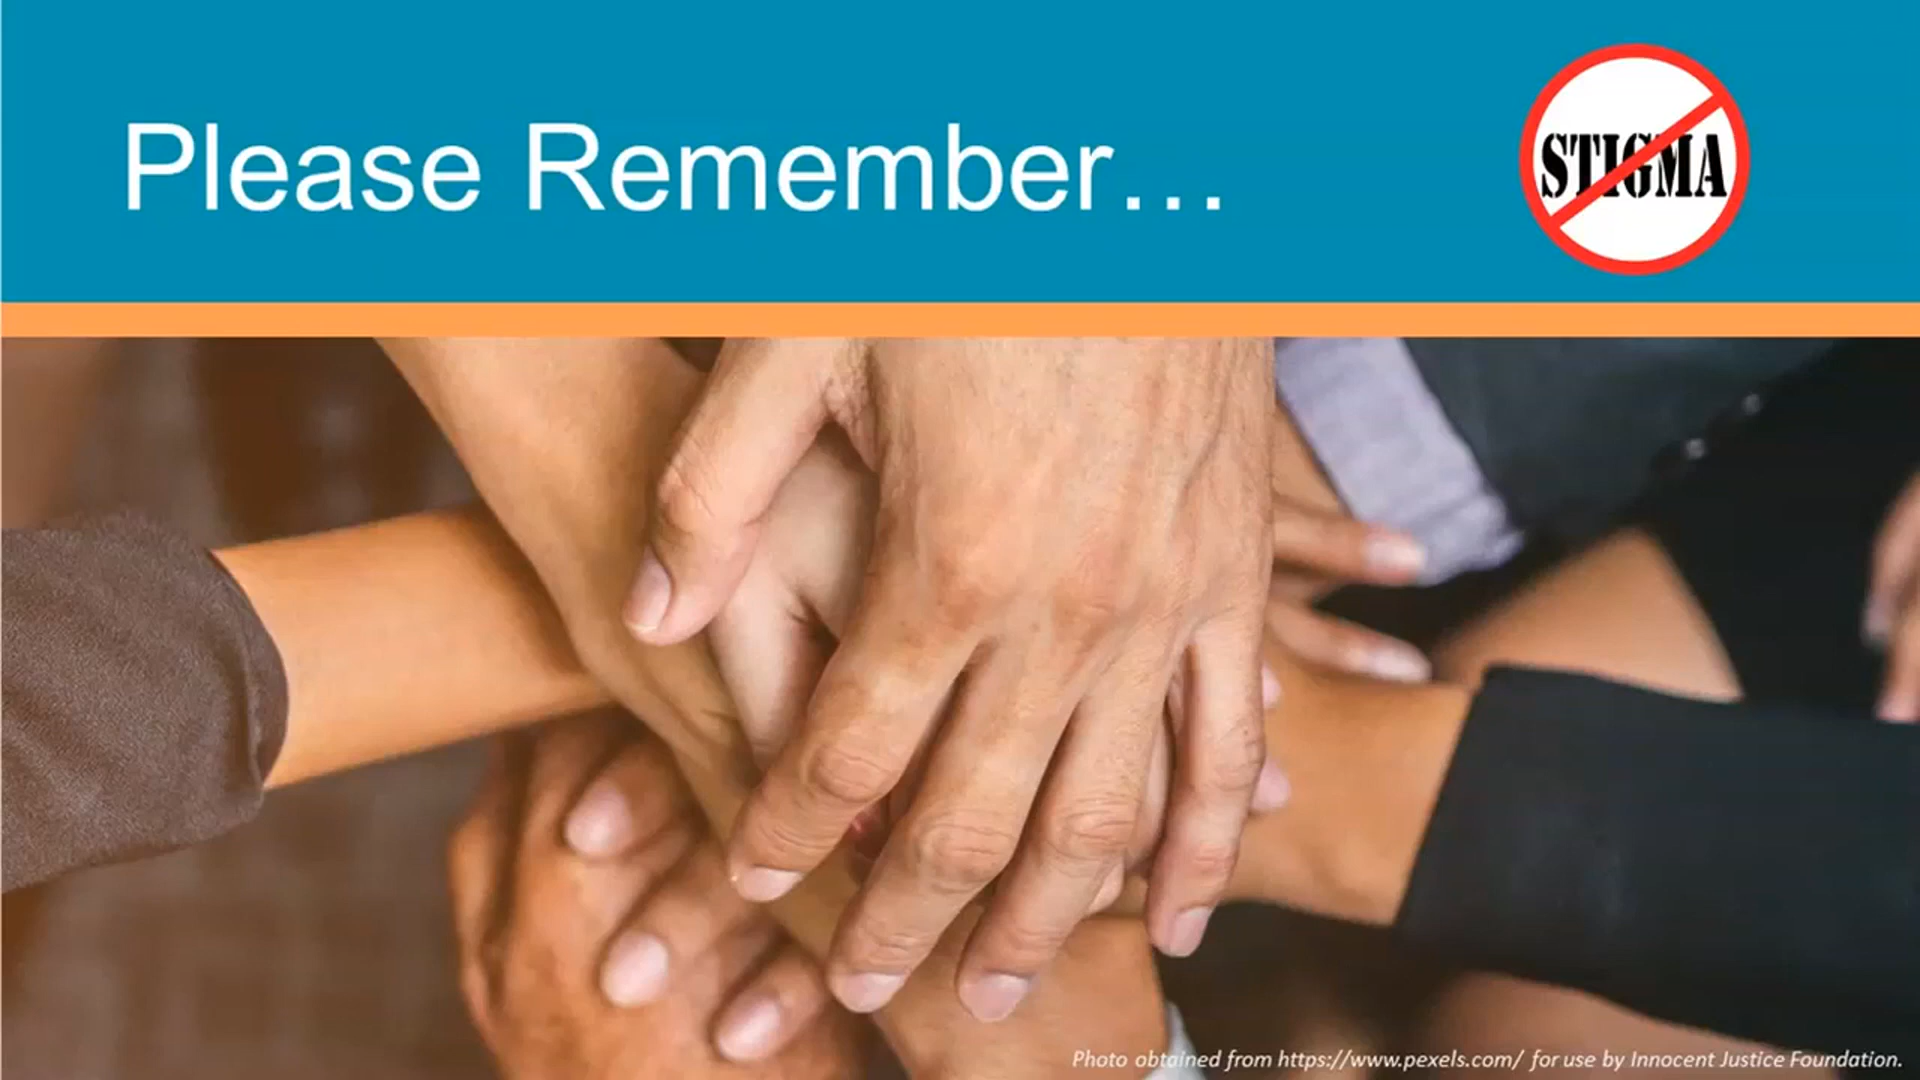 Please Remember…
STIGMA
Photo obtained from https://www.pexels.com/ for use by Innocent Justice Foundation.